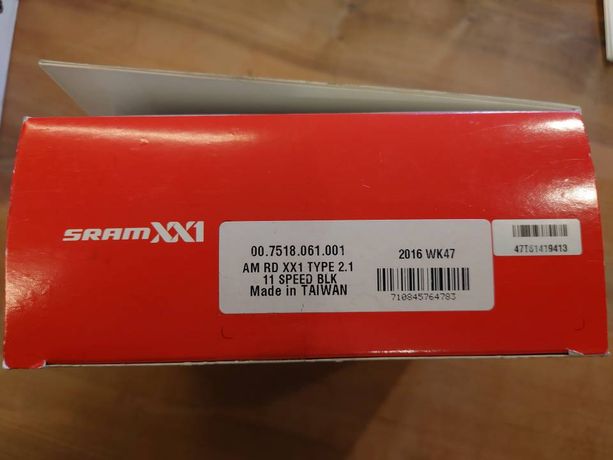 SRAM XX1
00.7518.061.001
2016 WK47
AM RD XX1 TYPE 2.1
11 SPEED BLK
Made in TAIWAN
710845764783
47T61419413